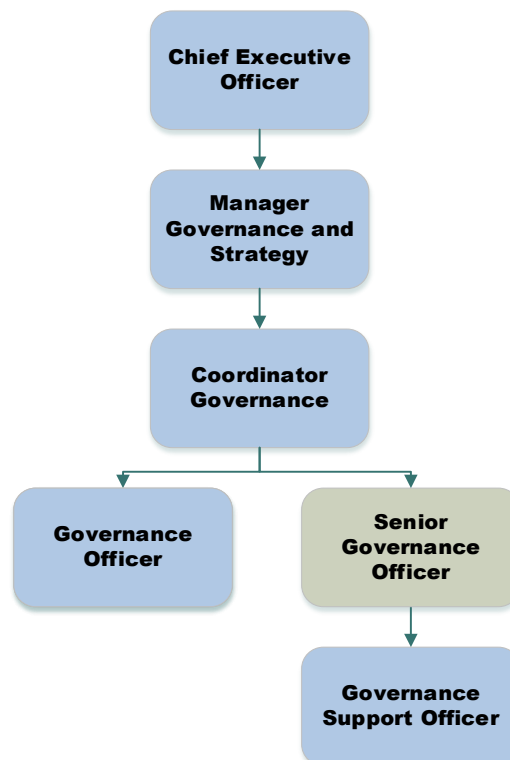 Chief Executive
Officer
Manager
Governance and
Strategy
Coordinator
Governance
Governance
Officer
Senior
Governance
Officer
Governance
Support Officer